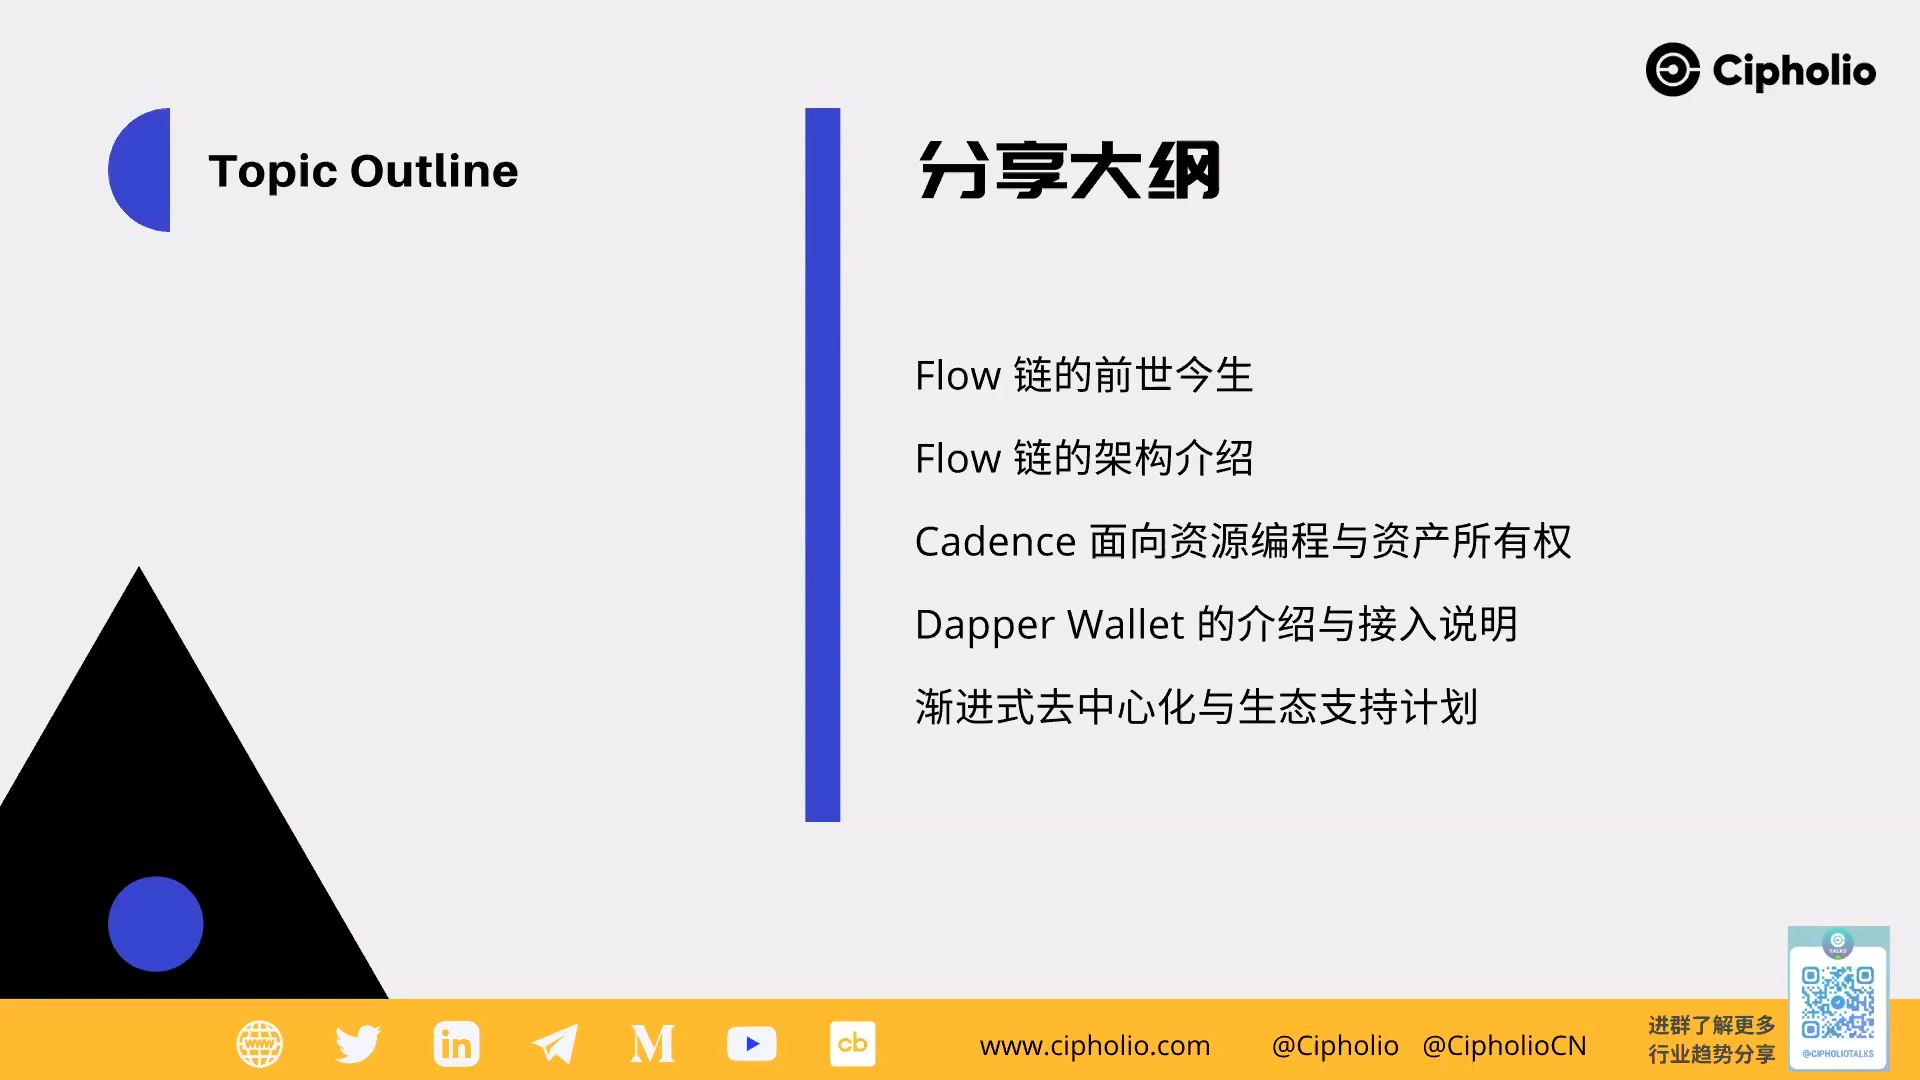 Cipholio
Topic Outline
分享大纲
Flow 链的前世今生
Flow 链的架构介绍
Cadence 面向资源编程与资产所有权
Dapper Wallet 的介绍与接入说明
渐进式去中心化与生态支持计划
www
in
M
cb
www.cipholio.com
@Cipholio
@CipholioCN
进群了解更多
行业趋势分享
TALKS
@CIPHOLIOTALKS